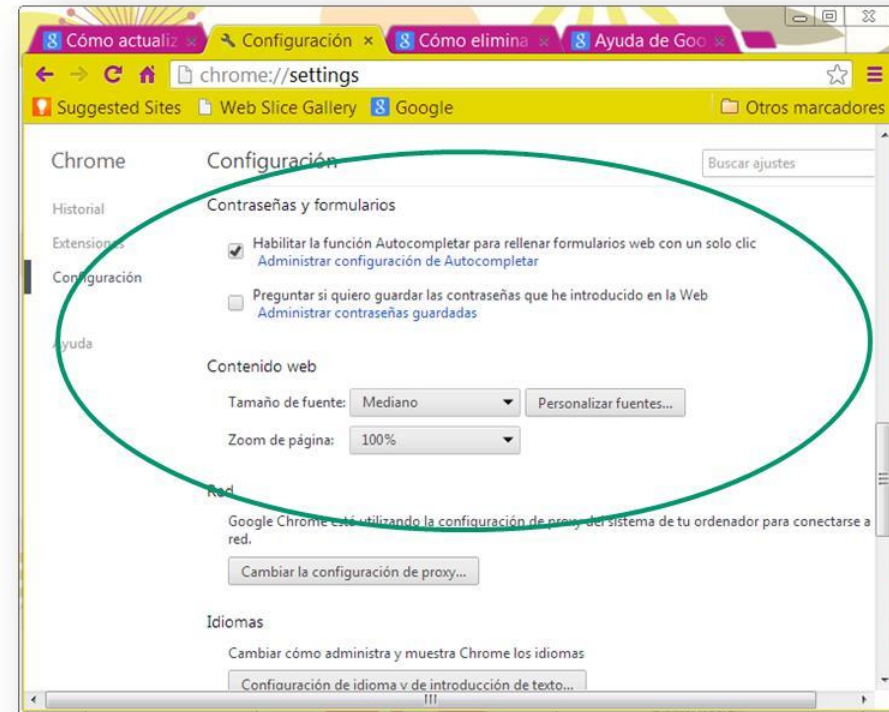 Cómo actualiz
Configuración
Cómo elimina
Ayuda de Goo
chrome://settings
Suggested Sites
Web Slice Gallery
Google
Otros marcadores
Chrome
Configuración
Buscar ajustes
Historial
Extensiones
Configuración
Ayuda
Contraseñas y formularios
Habilitar la función Autocompletar para rellenar formularios web con un solo clic
Administrar configuración de Autocompletar
Preguntar si quiero guardar las contraseñas que he introducido en la Web
Administrar contraseñas guardadas
Contenido web
Tamaño de fuente: Mediano
Personalizar fuentes...
Zoom de página: 100%
Red
Google Chrome está utilizando la configuración de proxy del sistema de tu ordenador para conectarse a
red.
Cambiar la configuración de proxy...
Idiomas
Cambiar cómo administra y muestra Chrome los idiomas
Configuración de idioma y de introducción de texto...